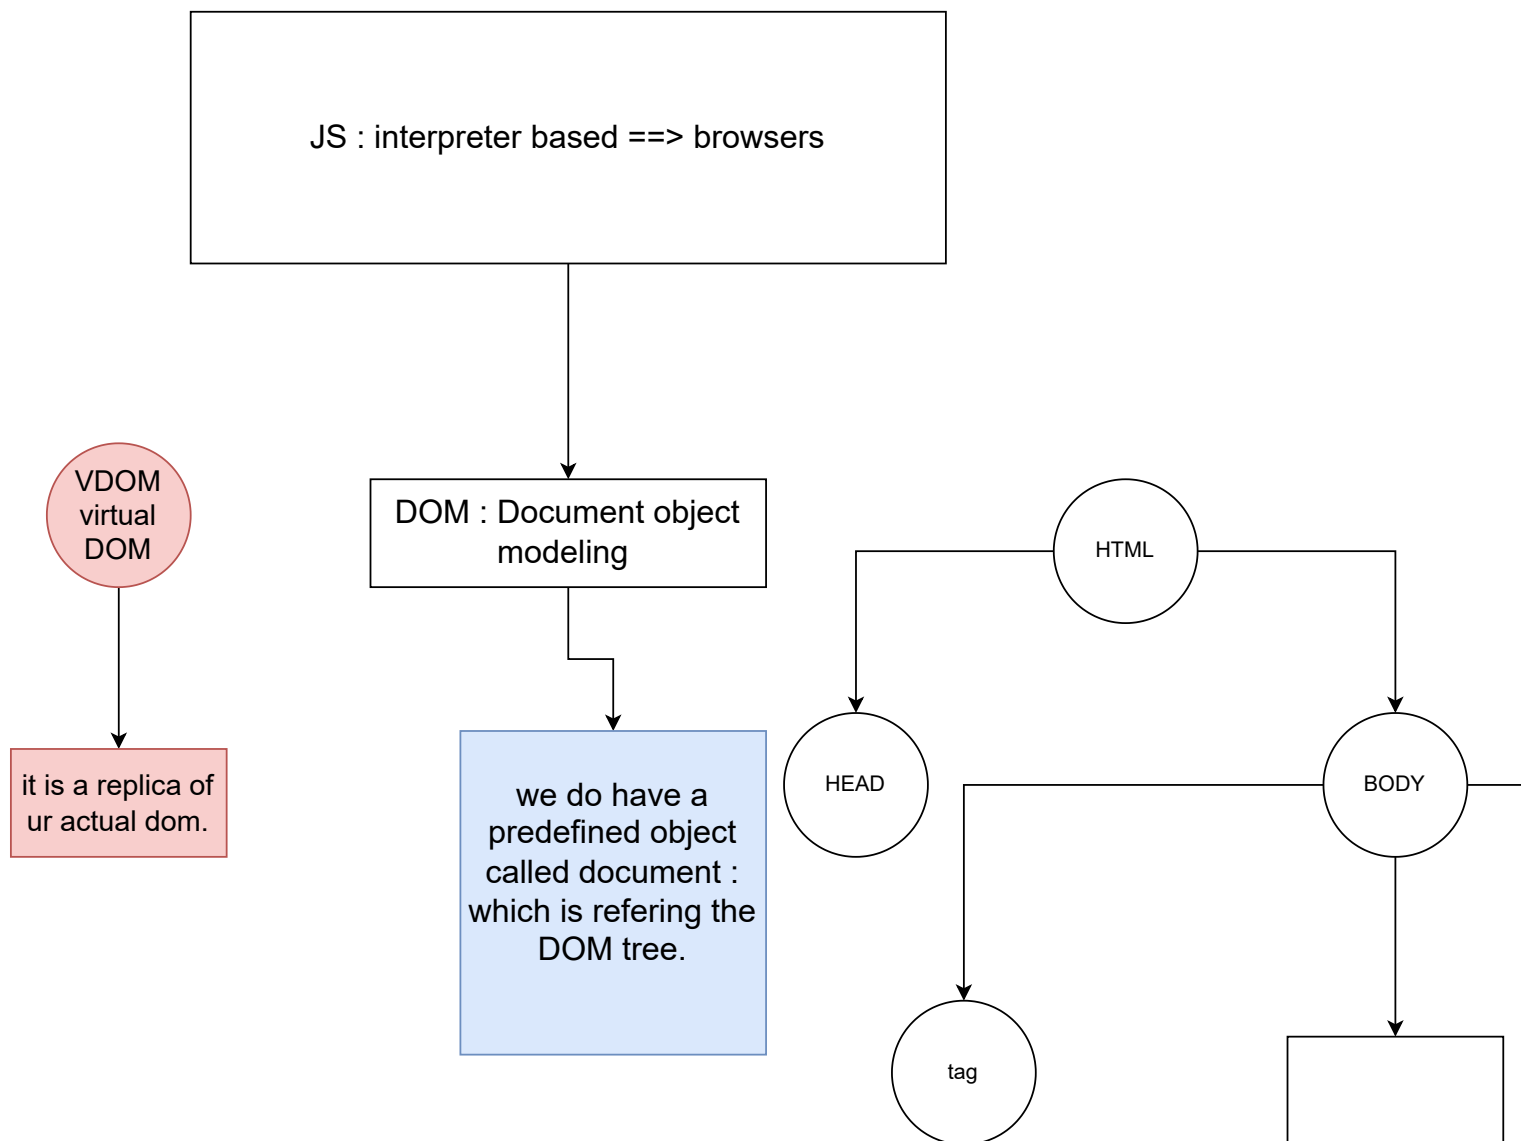 JS : interpreter based ==> browsers
VDOM
virtual
DOM
DOM : Document object
modeling
HTML
it is a replica of
ur actual dom.
we do have a
predefined object
called document :
which is refering the
DOM tree.
HEAD
BODY
tag